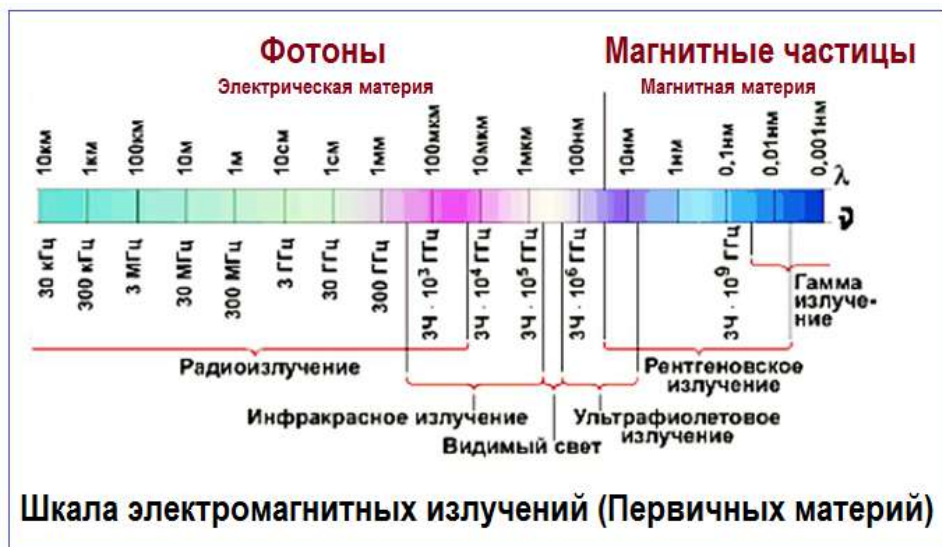 Фотоны
Электрическая материя
Магнитные частицы
Магнитная материя
10км
1км
100км
10м
1м
10см
1см
1мм
100мкм
10мкм
1мкм
100нм
10нм
1нм
0,1нм
0,01нм
0,001нм
λ
ν
30 кГц
300 кГц
3 МГц
30 МГц
300 МГц
3 ГГц
30 ГГц
300 ГГц
3Ч · 10³ ГГц
3Ч · 10⁴ ГГц
3Ч · 10⁵ ГГц
3Ч · 10⁶ ГГц
3Ч · 10⁹ ГГц
Гамма
излуче-
ние
Радиоизлучение
Рентгеновское
излучение
Инфракрасное излучение
Ультрафиолетовое
излучение
Видимый свет
Шкала электромагнитных излучений (Первичных материй)